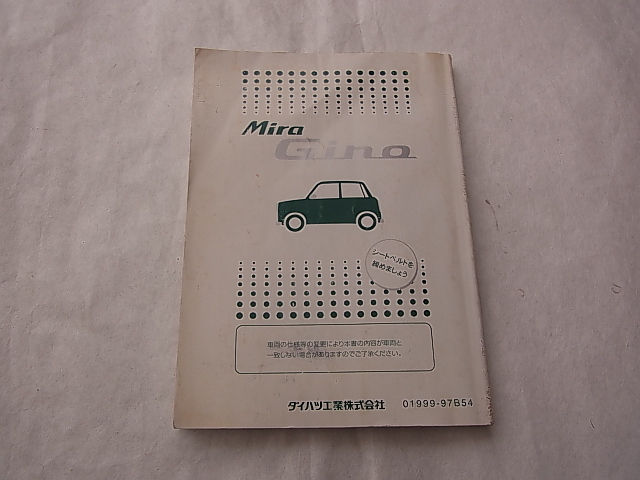 Mira
Gino
シートベルトを
締めましょう
車両の仕様等の変更により本書の内容が車両と
一致しない場合がありますのでご了承ください。
ダイハツ工業株式会社 01999-97B54